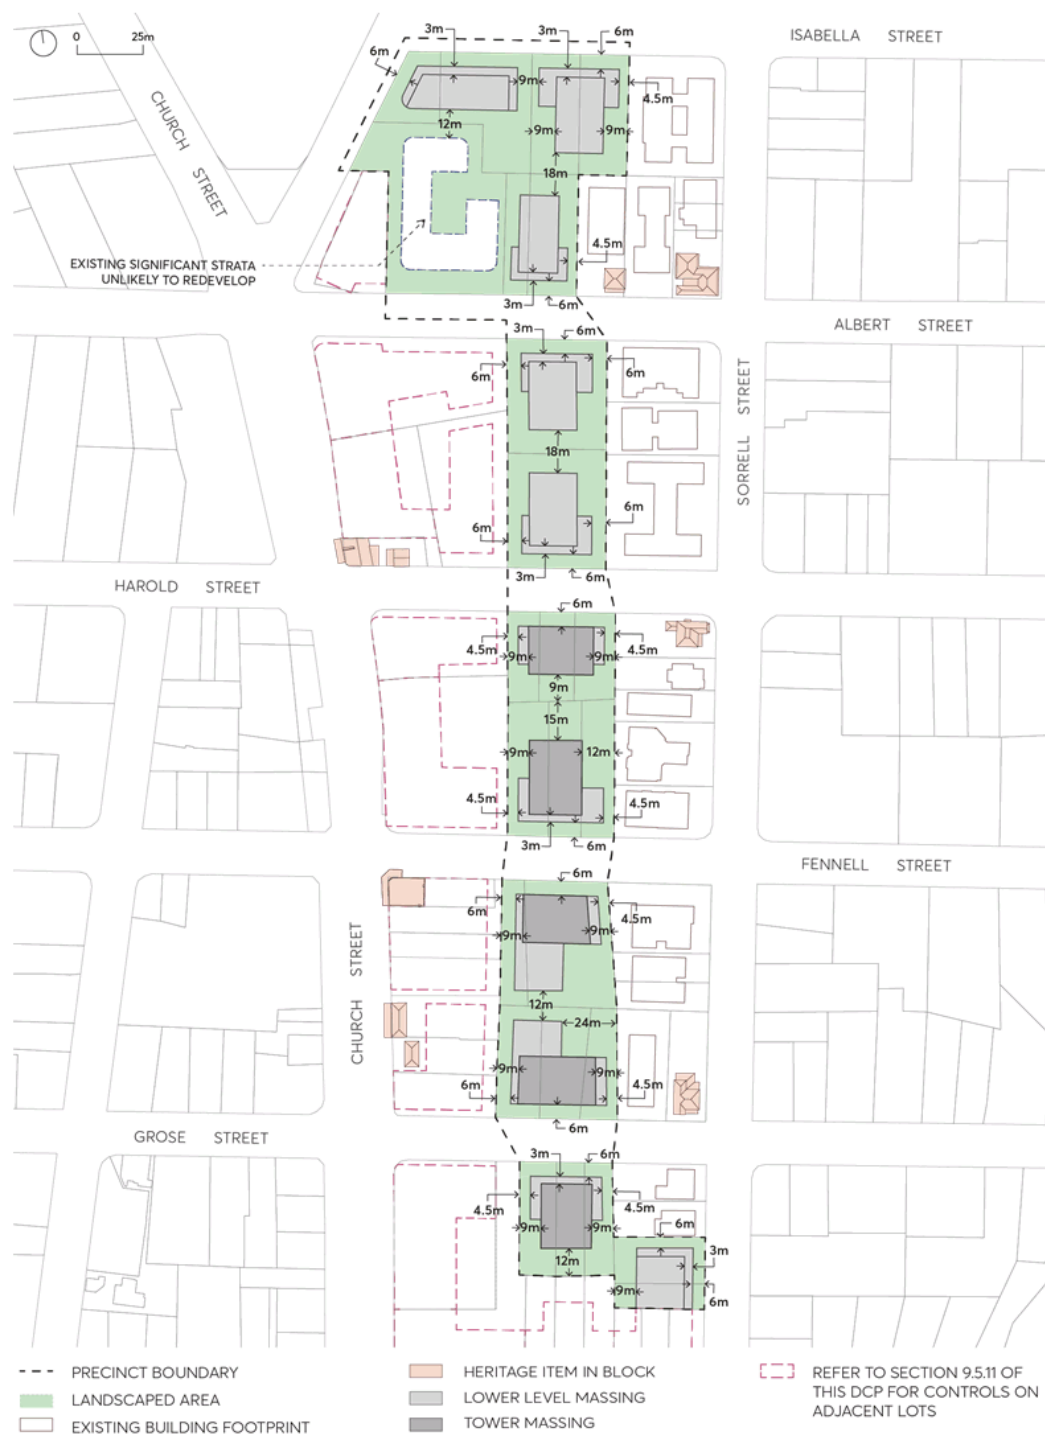 0 25m
3m 3m 6m
ISABELLA STREET
6m
9m
4.5m
CHURCH STREET
12m
9m 9m
18m
4.5m
EXISTING SIGNIFICANT STRATA
UNLIKELY TO REDEVELOP
3m 6m
ALBERT STREET
3m 6m
6m 6m
SORRELL STREET
18m
6m
6m
3m 6m
HAROLD STREET
6m
4.5m 4.5m
9m 9m
9m
15m
9m 12m
4.5m 4.5m
3m 6m
FENNELL STREET
6m
6m 4.5m
9m 9m
CHURCH STREET
12m
24m
9m 9m
6m 4.5m
6m
GROSE STREET
3m 6m
4.5m 4.5m
9m 9m
6m
12m
3m
9m
6m
PRECINCT BOUNDARY
LANDSCAPED AREA
EXISTING BUILDING FOOTPRINT
HERITAGE ITEM IN BLOCK
LOWER LEVEL MASSING
TOWER MASSING
REFER TO SECTION 9.5.11 OF
THIS DCP FOR CONTROLS ON
ADJACENT LOTS